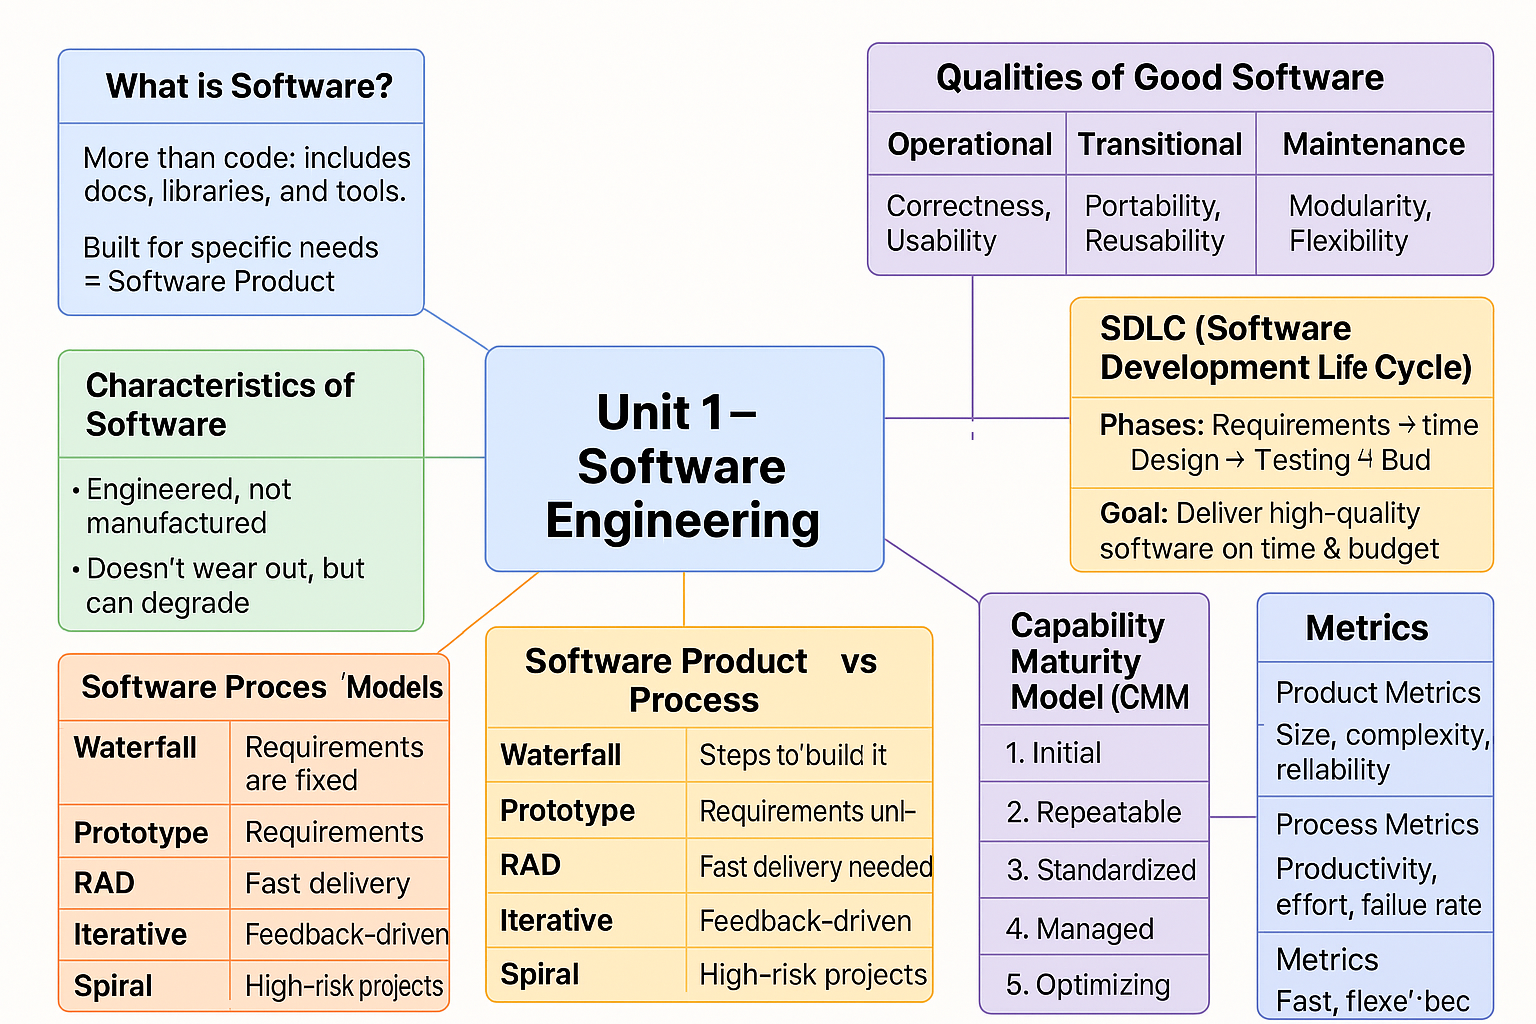 What is Software?
More than code: includes
docs, libraries, and tools.
Built for specific needs
= Software Product
Qualities of Good Software
Operational Transitional Maintenance
Correctness, Portability, Modularity,
Usability Reusability Flexibility
Characteristics of
Software
• Engineered, not
manufactured
• Doesn't wear out, but
can degrade
Unit 1–
Software
Engineering
SDLC (Software
Development Life Cycle)
Phases: Requirements → time
Design → Testing Bud
Goal: Deliver high-quality
software on time & budget
Software Proces 'Models
Waterfall Requirements
are fixed
Prototype Requirements
RAD Fast delivery
Iterative Feedback-driven
Spiral High-risk projects
Software Product vs
Process
Waterfall Steps to'build it
Prototype Requirements unl-
RAD Fast delivery needed
Iterative Feedback-driven
Spiral High-risk projects
Capability
Maturity
Model (CMM
1. Initial
2. Repeatable
3. Standardized
4. Managed
5. Optimizing
Metrics
Product Metrics
Size, complexity,
rellability
Process Metrics
Productivity,
effort, failue rate
Metrics
Fast, bec